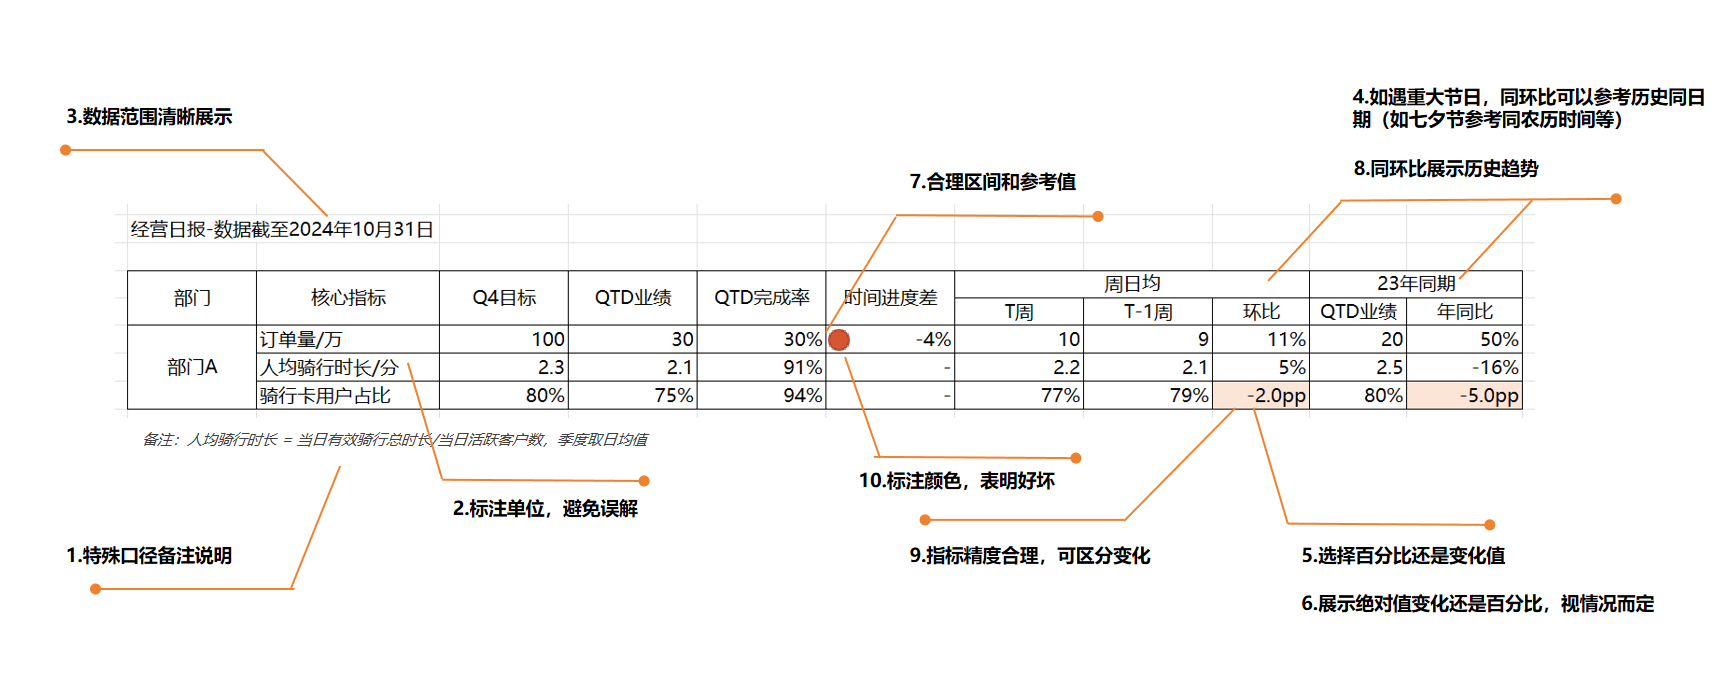 4.如遇重大节日，同环比可以参考历史同日
期（如七夕节参考同农历时间等）
3.数据范围清晰展示
8.同环比展示历史趋势
7.合理区间和参考值
经营日报-数据截至2024年10月31日
部门 核心指标 Q4目标 QTD业绩 QTD完成率 时间进度差 周日均 23年同期
T周 T-1周 环比 QTD业绩 年同比
部门A 订单量/万 100 30 30% -4% 10 9 11% 20 50%
人均骑行时长/分 2.3 2.1 91% - 2.2 2.1 5% 2.5 -16%
骑行卡用户占比 80% 75% 94% - 77% 79% -2.0pp 80% -5.0pp
备注：人均骑行时长 = 当日有效骑行总时长/当日活跃客户数，季度取日均值
10.标注颜色，表明好坏
2.标注单位，避免误解
1.特殊口径备注说明
9.指标精度合理，可区分变化
5.选择百分比还是变化值
6.展示绝对值变化还是百分比，视情况而定